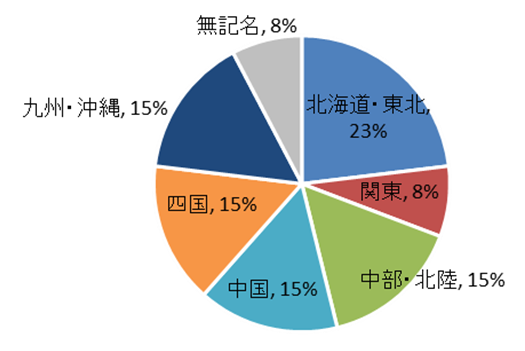 無記名, 8%
北海道・東北,
23%
関東, 8%
中部・北陸, 15%
中国, 15%
四国, 15%
九州・沖縄, 15%